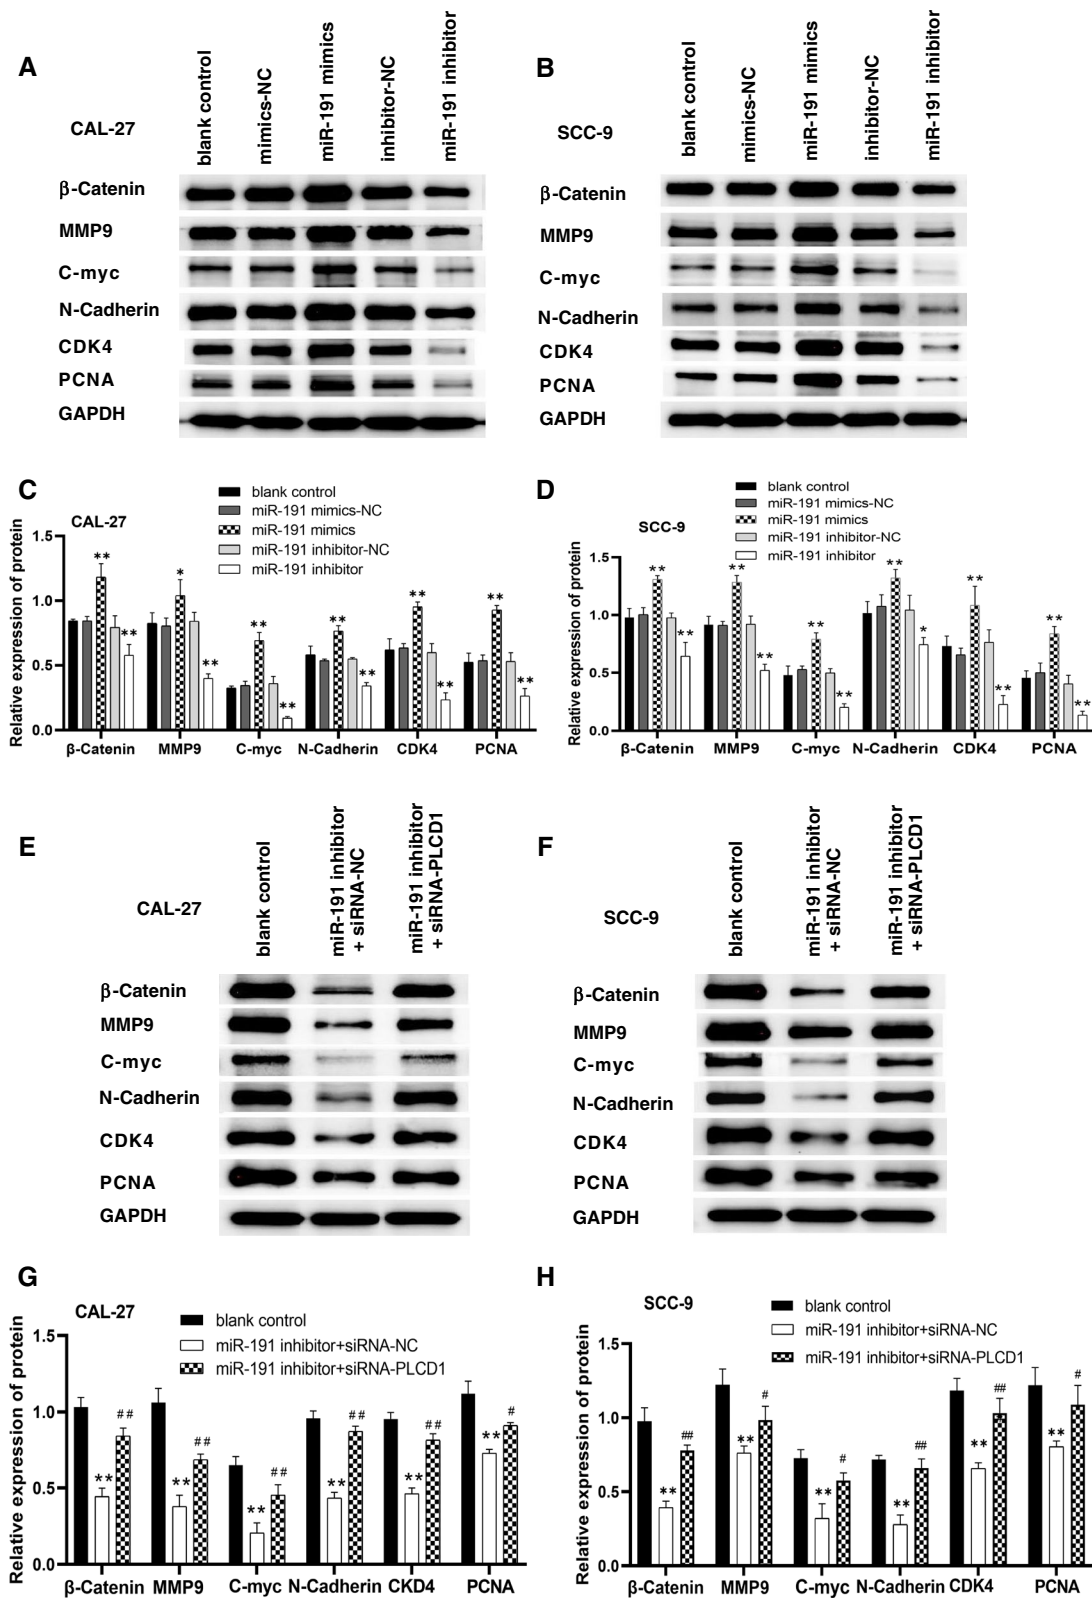 A
CAL-27
blank control
mimics-NC
miR-191 mimics
inhibitor-NC
miR-191 inhibitor
β-Catenin
MMP9
C-myc
N-Cadherin
CDK4
PCNA
GAPDH
B
SCC-9
blank control
mimics-NC
miR-191 mimics
inhibitor-NC
miR-191 inhibitor
β-Catenin
MMP9
C-myc
N-Cadherin
CDK4
PCNA
GAPDH
C
CAL-27
blank control
miR-191 mimics-NC
miR-191 mimics
miR-191 inhibitor-NC
miR-191 inhibitor
Relative expression of protein
1.5
1.0
0.5
0.0
** ** * ** ** ** ** ** ** ** ** **
β-Catenin MMP9 C-myc N-Cadherin CDK4 PCNA
D
SCC-9
blank control
miR-191 mimics-NC
miR-191 mimics
miR-191 inhibitor-NC
miR-191 inhibitor
Relative expression of protein
1.5
1.0
0.5
0.0
** ** ** ** ** ** ** * ** ** ** **
β-Catenin MMP9 C-myc N-Cadherin CDK4 PCNA
E
CAL-27
blank control
miR-191 inhibitor
+ siRNA-NC
miR-191 inhibitor
+ siRNA-PLCD1
β-Catenin
MMP9
C-myc
N-Cadherin
CDK4
PCNA
GAPDH
F
SCC-9
blank control
miR-191 inhibitor
+ siRNA-NC
miR-191 inhibitor
+ siRNA-PLCD1
β-Catenin
MMP9
C-myc
N-Cadherin
CDK4
PCNA
GAPDH
G
CAL-27
blank control
miR-191 inhibitor+siRNA-NC
miR-191 inhibitor+siRNA-PLCD1
Relative expression of protein
1.5
1.0
0.5
0.0
** ## ** ## ** ## ** ## ** ## ** #
β-Catenin MMP9 C-myc N-Cadherin CKD4 PCNA
H
SCC-9
blank control
miR-191 inhibitor+siRNA-NC
miR-191 inhibitor+siRNA-PLCD1
Relative expression of protein
1.5
1.0
0.5
0.0
** ## ** # ** # ** ## ** ## ** #
β-Catenin MMP9 C-myc N-Cadherin CDK4 PCNA